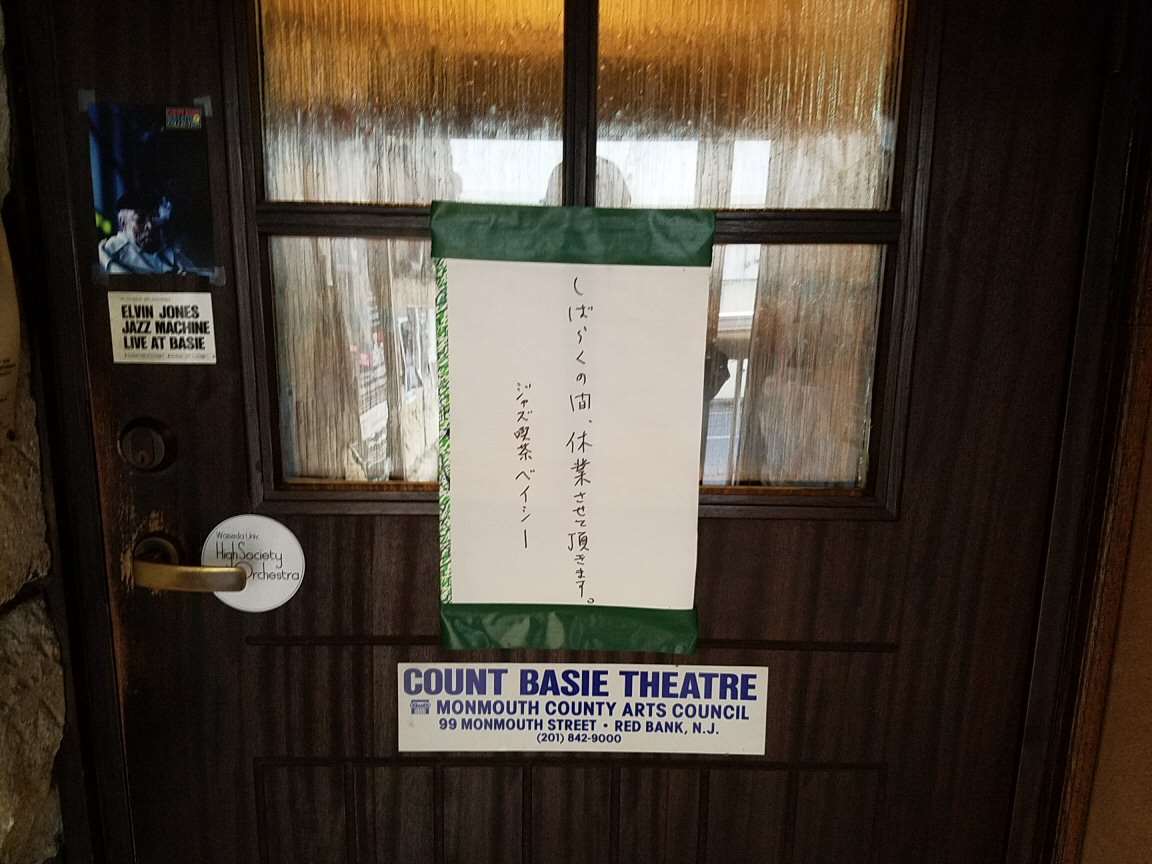 ELVIN JONES
JAZZ MACHINE
LIVE AT BASIE
Waseda Univ.
High Society
Orchestra
しばらくの間、休業させて頂きます。
ジャズ喫茶 ベイシー
COUNT BASIE THEATRE
MONMOUTH COUNTY ARTS COUNCIL
99 MONMOUTH STREET • RED BANK, N.J.
(201) 842-9000